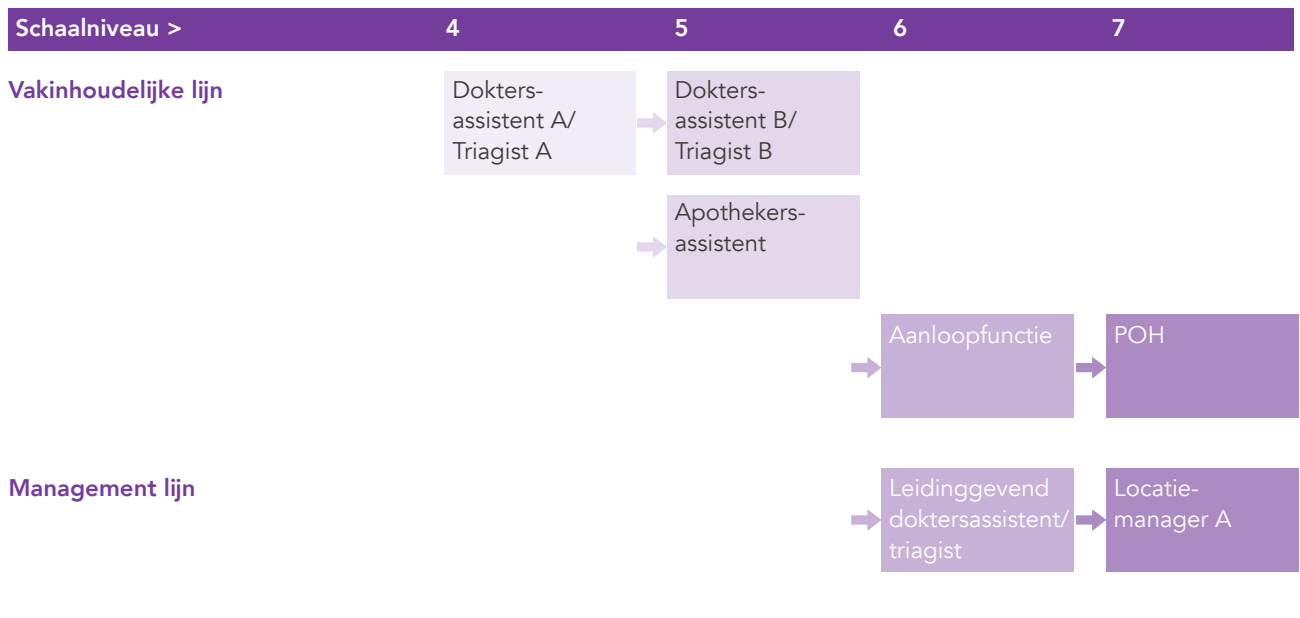 Schaalniveau > 4 5 6 7
Vakinhoudelijke lijn
Dokters-
assistent A/
Triagist A
Dokters-
assistent B/
Triagist B
Apothekers-
assistent
Aanloopfunctie
POH
Management lijn
Leidinggevend
doktersassistent/
triagist
Locatie-
manager A